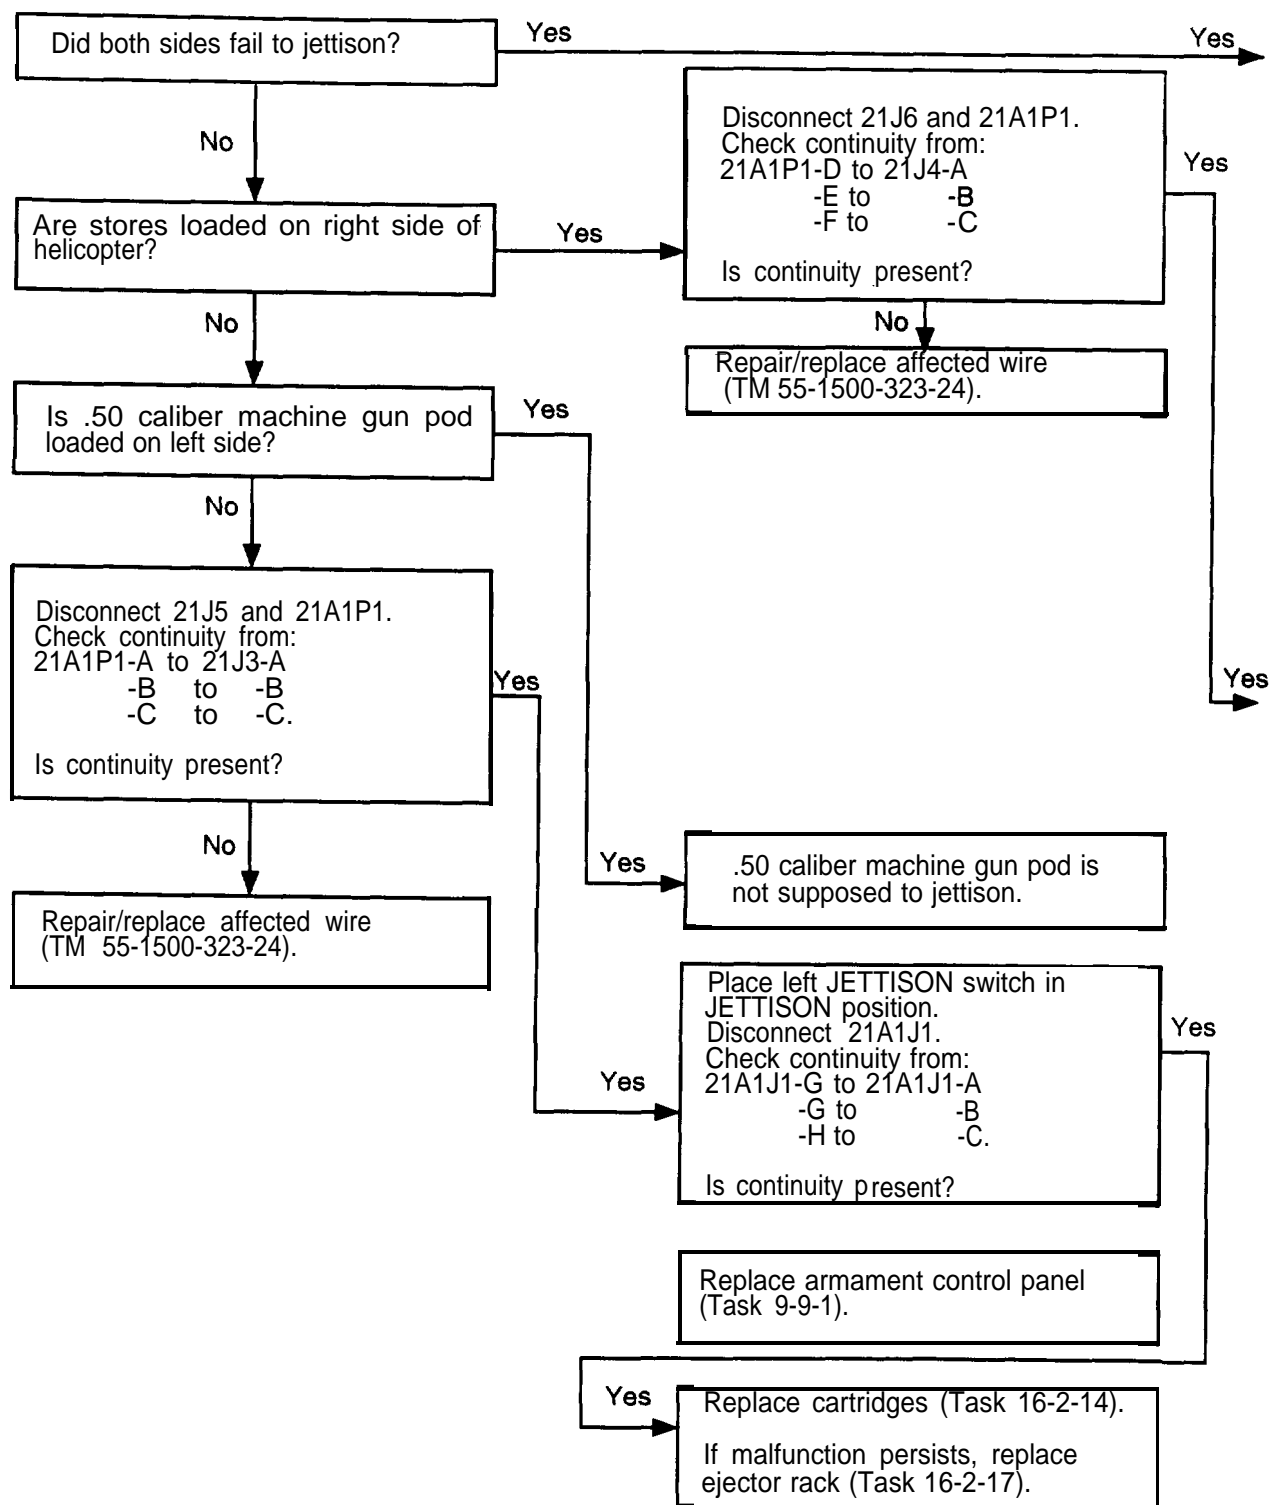 Did both sides fail to jettison?
Yes
Yes
No
Disconnect 21J6 and 21A1P1.
Check continuity from:
21A1P1-D to 21J4-A
-E to -B
-F to -C
Is continuity present?
Yes
Are stores loaded on right side of
helicopter?
Yes
No
No
Repair/replace affected wire
(TM 55-1500-323-24).
Is .50 caliber machine gun pod
loaded on left side?
Yes
No
Disconnect 21J5 and 21A1P1.
Check continuity from:
21A1P1-A to 21J3-A
-B to -B
-C to -C.
Is continuity present?
Yes
Yes
No
Repair/replace affected wire
(TM 55-1500-323-24).
Yes
.50 caliber machine gun pod is
not supposed to jettison.
Yes
Place left JETTISON switch in
JETTISON position.
Disconnect 21A1J1.
Check continuity from:
21A1J1-G to 21A1J1-A
-G to -B
-H to -C.
Is continuity present?
Yes
Replace armament control panel
(Task 9-9-1).
Yes
Replace cartridges (Task 16-2-14).
If malfunction persists, replace
ejector rack (Task 16-2-17).